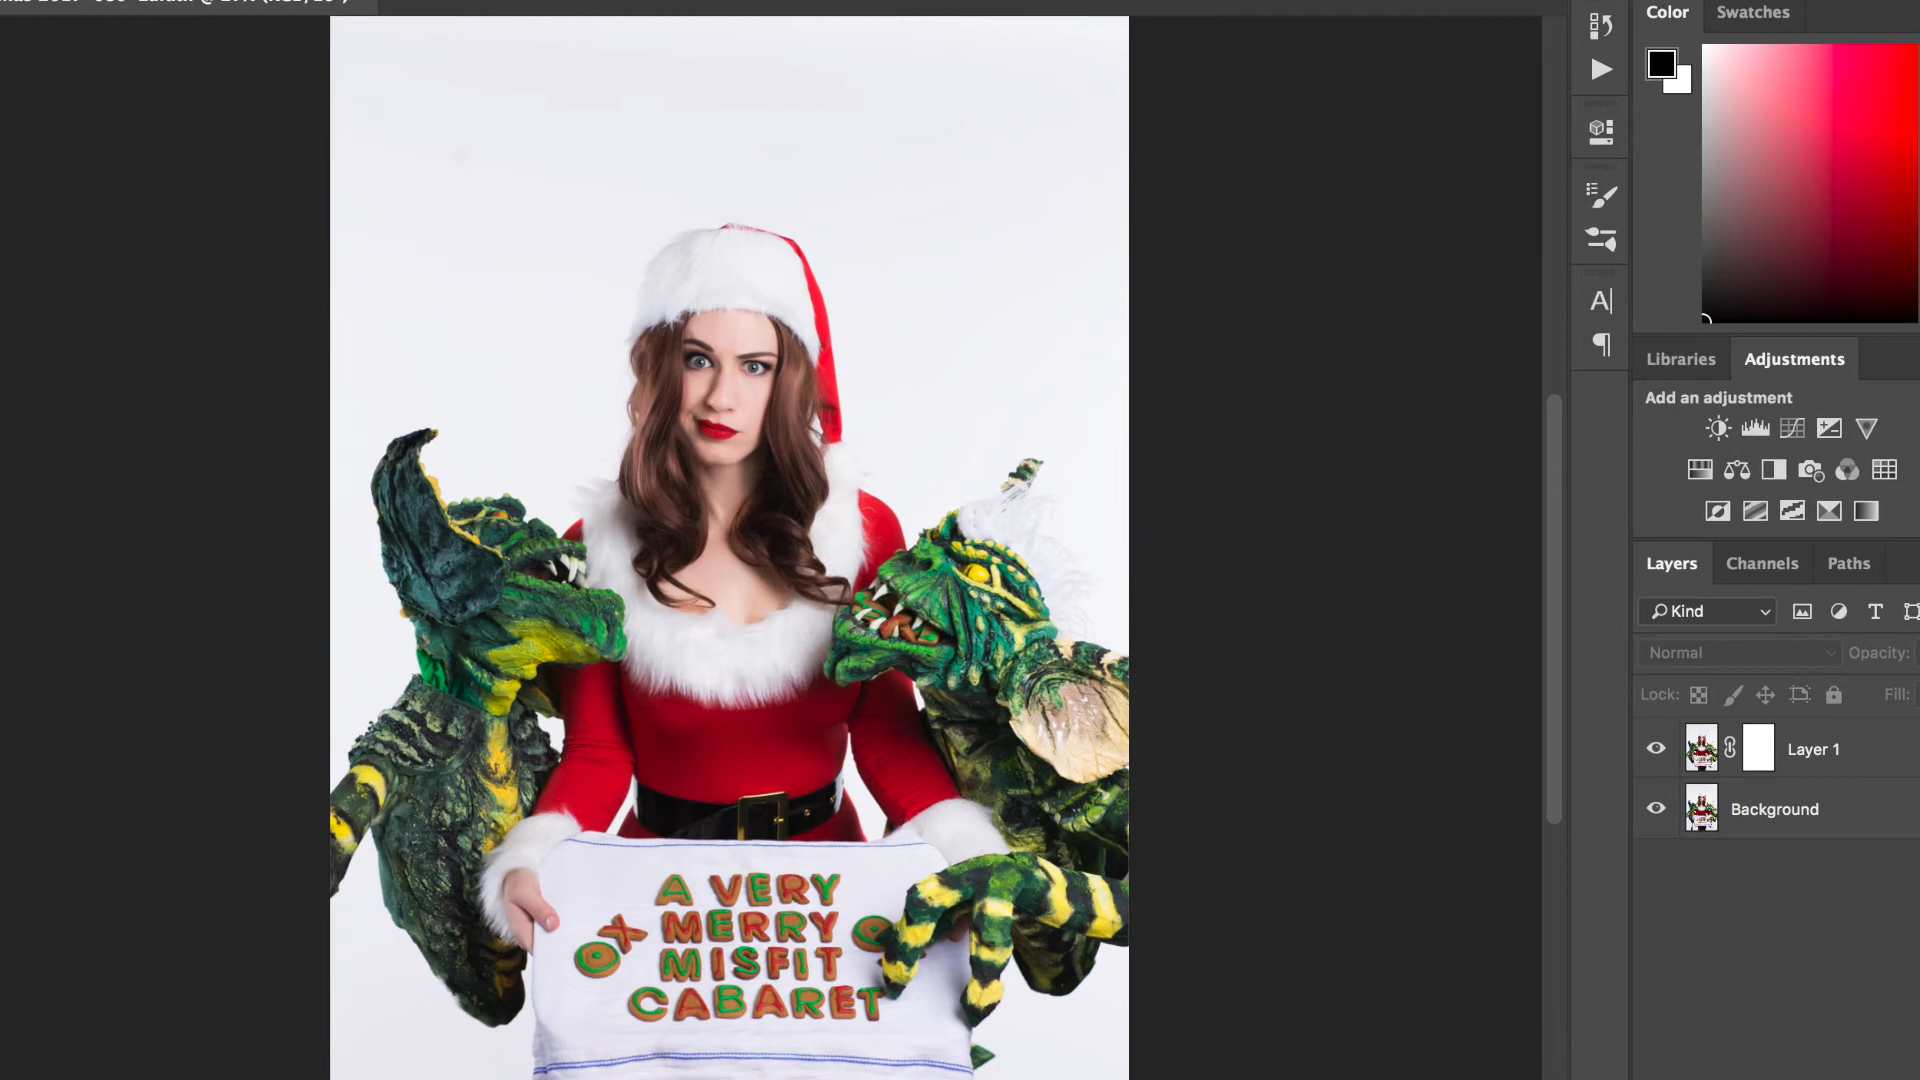 Color
Swatches
Libraries
Adjustments
Add an adjustment
Layers
Channels
Paths
Kind
Normal
Opacity:
Lock:
Fill:
Layer 1
Background
A VERY
MERRY
MISFIT
CABARET